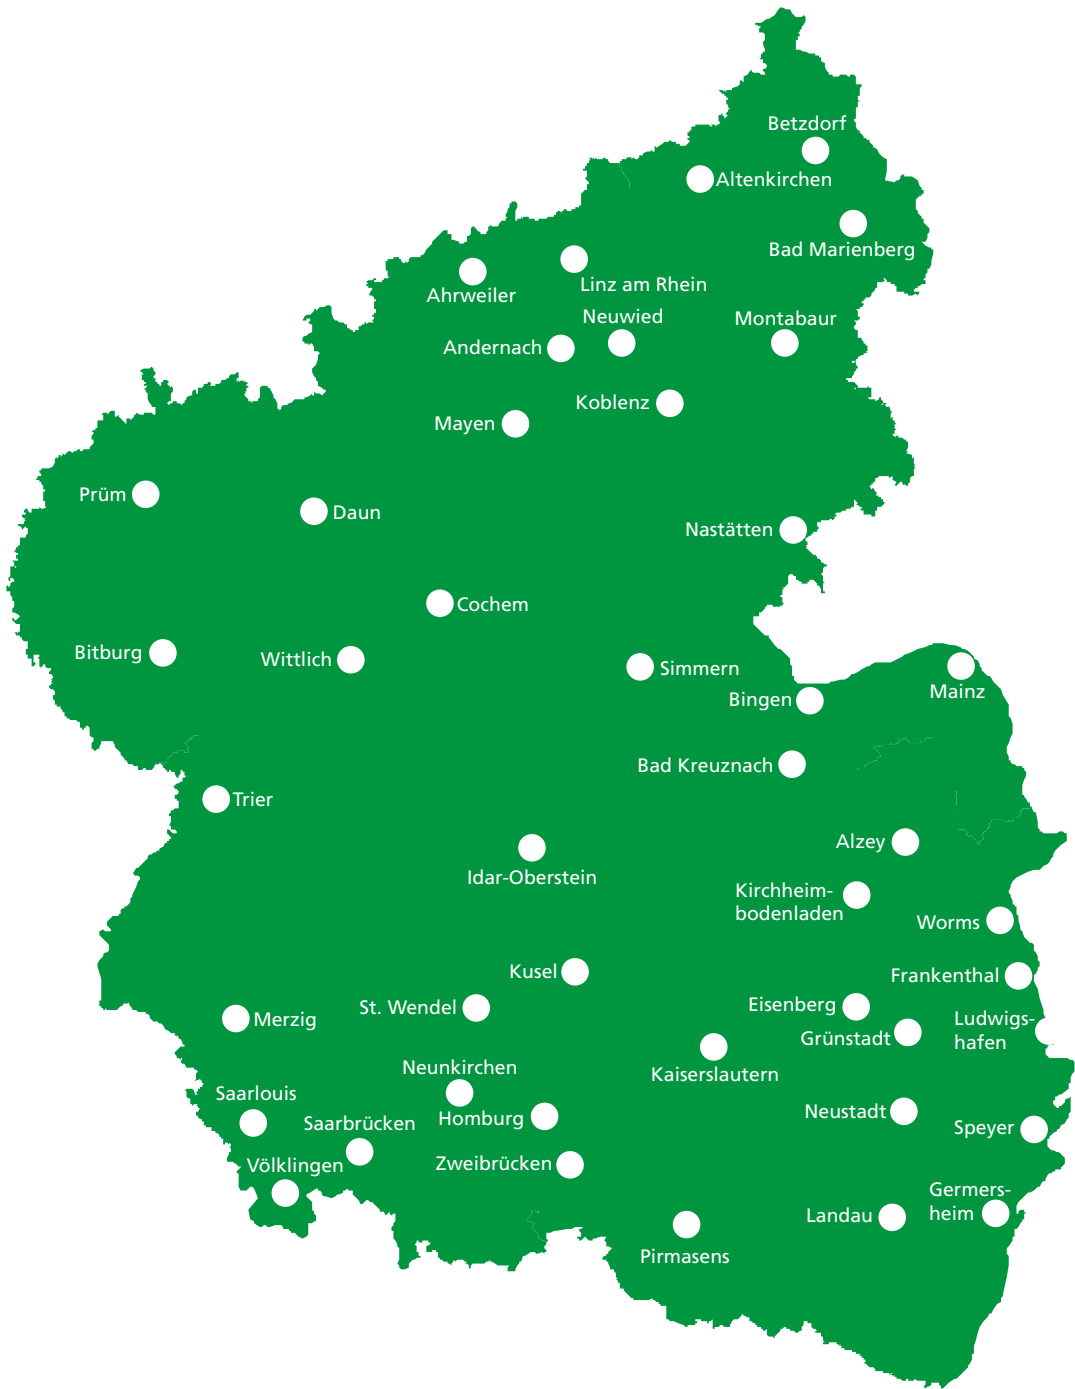 Betzdorf
Altenkirchen
Bad Marienberg
Linz am Rhein
Ahrweiler
Neuwied
Montabaur
Andernach
Koblenz
Mayen
Prüm
Daun
Nastätten
Cochem
Bitburg
Wittlich
Simmern
Mainz
Bingen
Bad Kreuznach
Trier
Alzey
Idar-Oberstein
Kirchheim-
bodenladen
Worms
Kusel
Frankenthal
St. Wendel
Eisenberg
Merzig
Ludwigs-
hafen
Grünstadt
Neunkirchen
Kaiserslautern
Saarlouis
Homburg
Neustadt
Saarbrücken
Speyer
Völklingen
Zweibrücken
Germers-
heim
Landau
Pirmasens